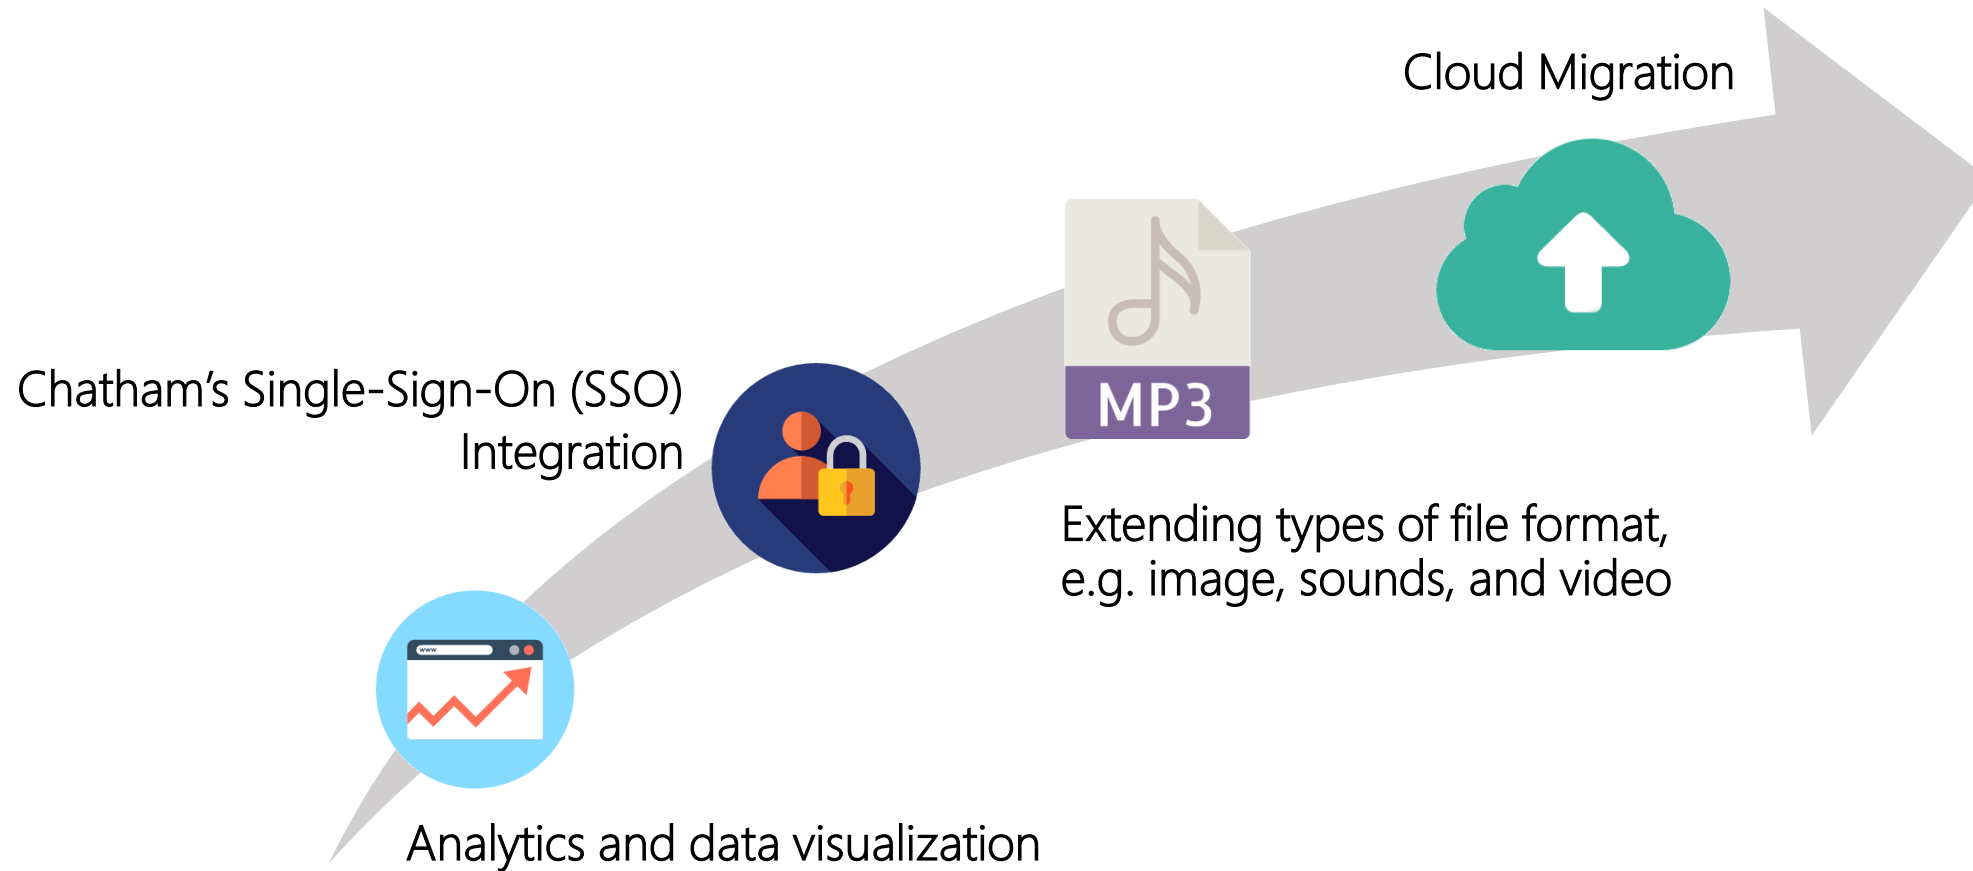 Cloud Migration
MP3
Chatham’s Single-Sign-On (SSO)
Integration
Extending types of file format,
e.g. image, sounds, and video
www
Analytics and data visualization